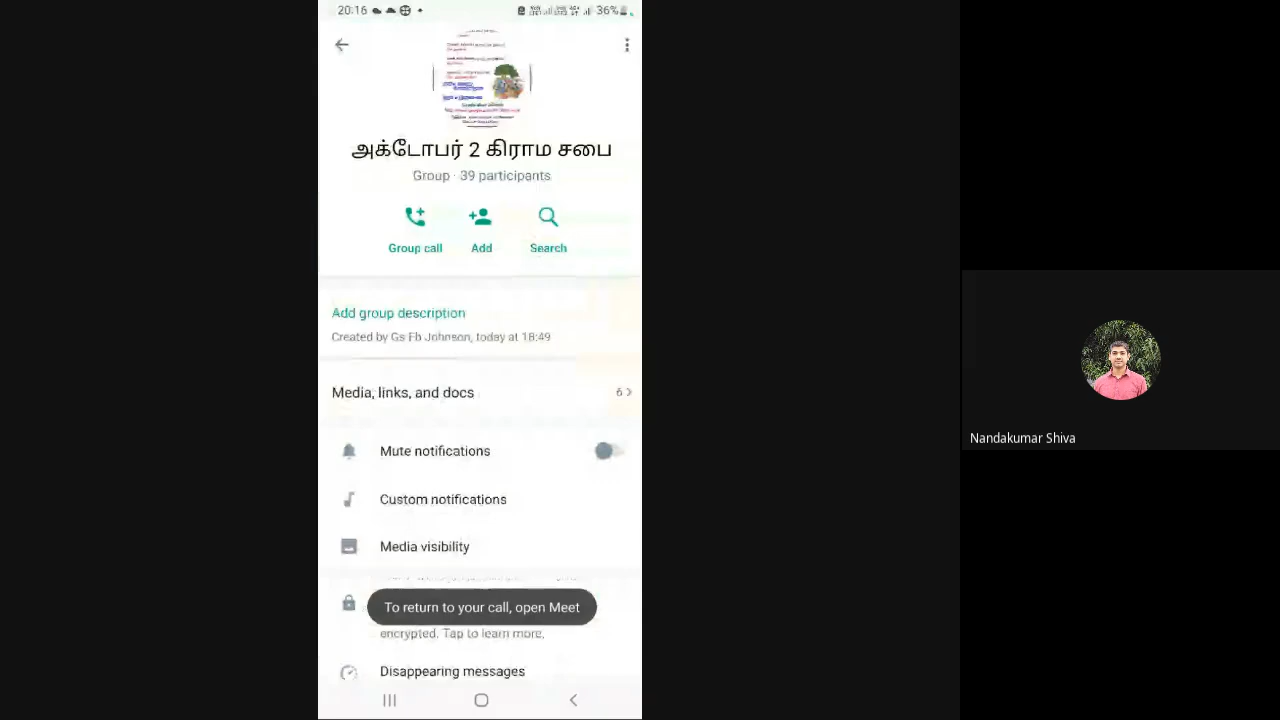 20:16
36%
அக்டோபர் 2 கிராம சபை
Group · 39 participants
Group call
Add
Search
Add group description
Created by Gs Fb Johnson, today at 18:49
Media, links, and docs
6
Mute notifications
Custom notifications
Media visibility
To return to your call, open Meet
encrypted. Tap to learn more.
Disappearing messages
Nandakumar Shiva